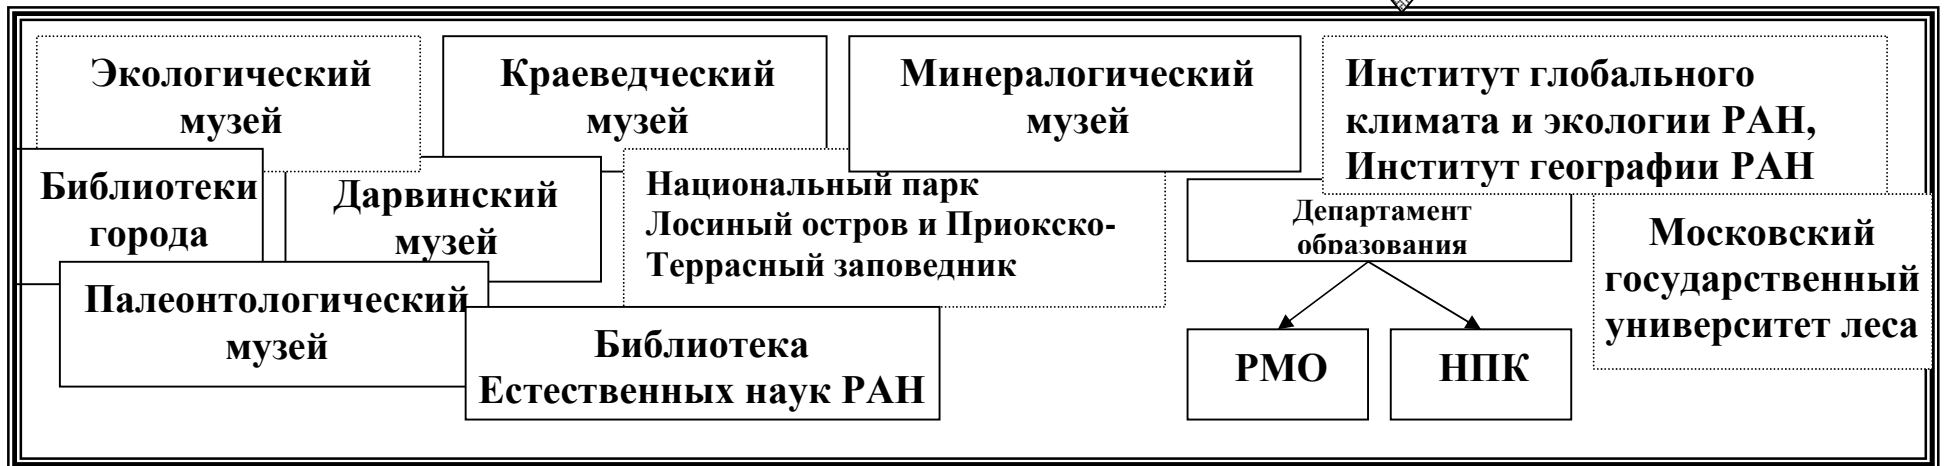 Экологический
музей
Краеведческий
музей
Минералогический
музей
Институт глобального
климата и экологии РАН,
Институт географии РАН
Библиотеки
города
Дарвинский
музей
Национальный парк
Лосиный остров и Приокско-
Террасный заповедник
Департамент
образования
Московский
государственный
университет леса
Палеонтологический
музей
Библиотека
Естественных наук РАН
РМО
НПК